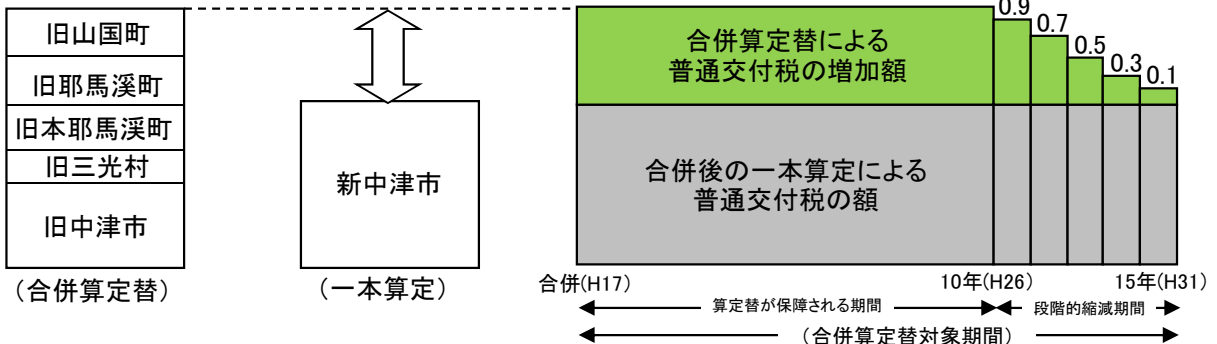 旧山国町
旧耶馬溪町
旧本耶馬溪町
旧三光村
旧中津市
(合併算定替)
新中津市
(一本算定)
合併算定替による
普通交付税の増加額
0.9
0.7
0.5
0.3
0.1
合併後の一本算定による
普通交付税の額
合併(H17)
10年(H26)
15年(H31)
算定替が保障される期間
段階的縮減期間
(合併算定替対象期間)